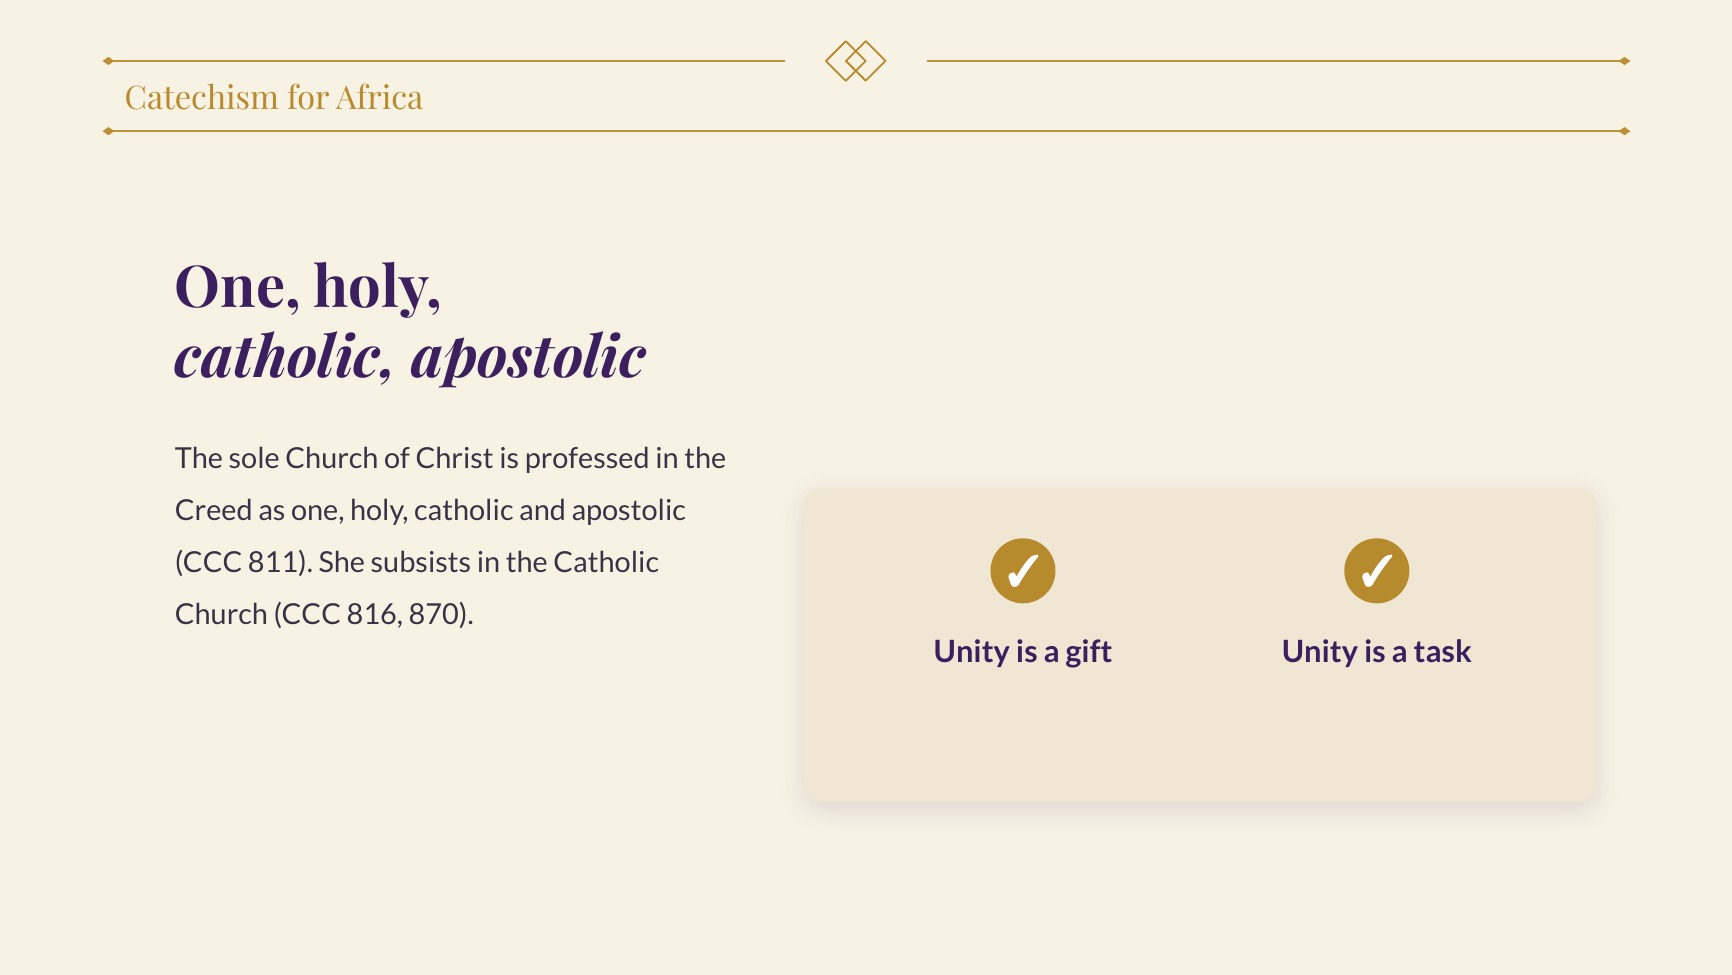 Catechism for Africa
One, holy,
catholic, apostolic
The sole Church of Christ is professed in the
Creed as one, holy, catholic and apostolic
(CCC 811). She subsists in the Catholic
Church (CCC 816, 870).
Unity is a gift
Unity is a task